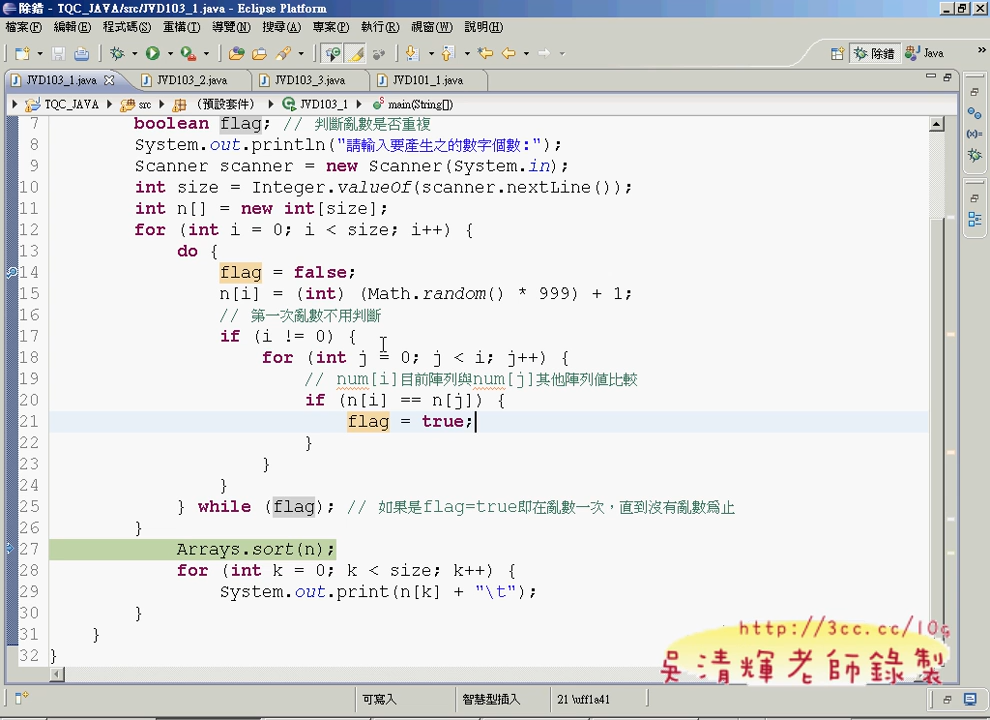 除錯 - TQC_JAVA/src/JVD103_1.java - Eclipse Platform
檔案(F) 編輯(E) 程式碼(S) 重構(T) 導覽(N) 搜尋(A) 專案(P) 執行(R) 視窗(W) 說明(H)
除錯 Java
JVD103_1.java JVD103_2.java JVD103_3.java JVD101_1.java
TQC_JAVA src (預設套件) JVD103_1 main(String[])
7 boolean flag; // 判斷亂數是否重複
8 System.out.println("請輸入要產生之的數字個數:");
9 Scanner scanner = new Scanner(System.in);
10 int size = Integer.valueOf(scanner.nextLine());
11 int n[] = new int[size];
12 for (int i = 0; i < size; i++) {
13 do {
14 flag = false;
15 n[i] = (int) (Math.random() * 999) + 1;
16 // 第一次亂數不用判斷
17 if (i != 0) {
18 for (int j = 0; j < i; j++) {
19 // num[i]目前陣列與num[j]其他陣列值比較
20 if (n[i] == n[j]) {
21 flag = true;
22 }
23 }
24 }
25 } while (flag); // 如果是flag=true即在亂數一次，直到沒有亂數爲止
26 }
27 Arrays.sort(n);
28 for (int k = 0; k < size; k++) {
29 System.out.print(n[k] + "\t");
30 }
31 }
32 }
http://3cc.cc/10g
吳清輝老師錄製
可寫入 智慧型插入 21 \uff1a41